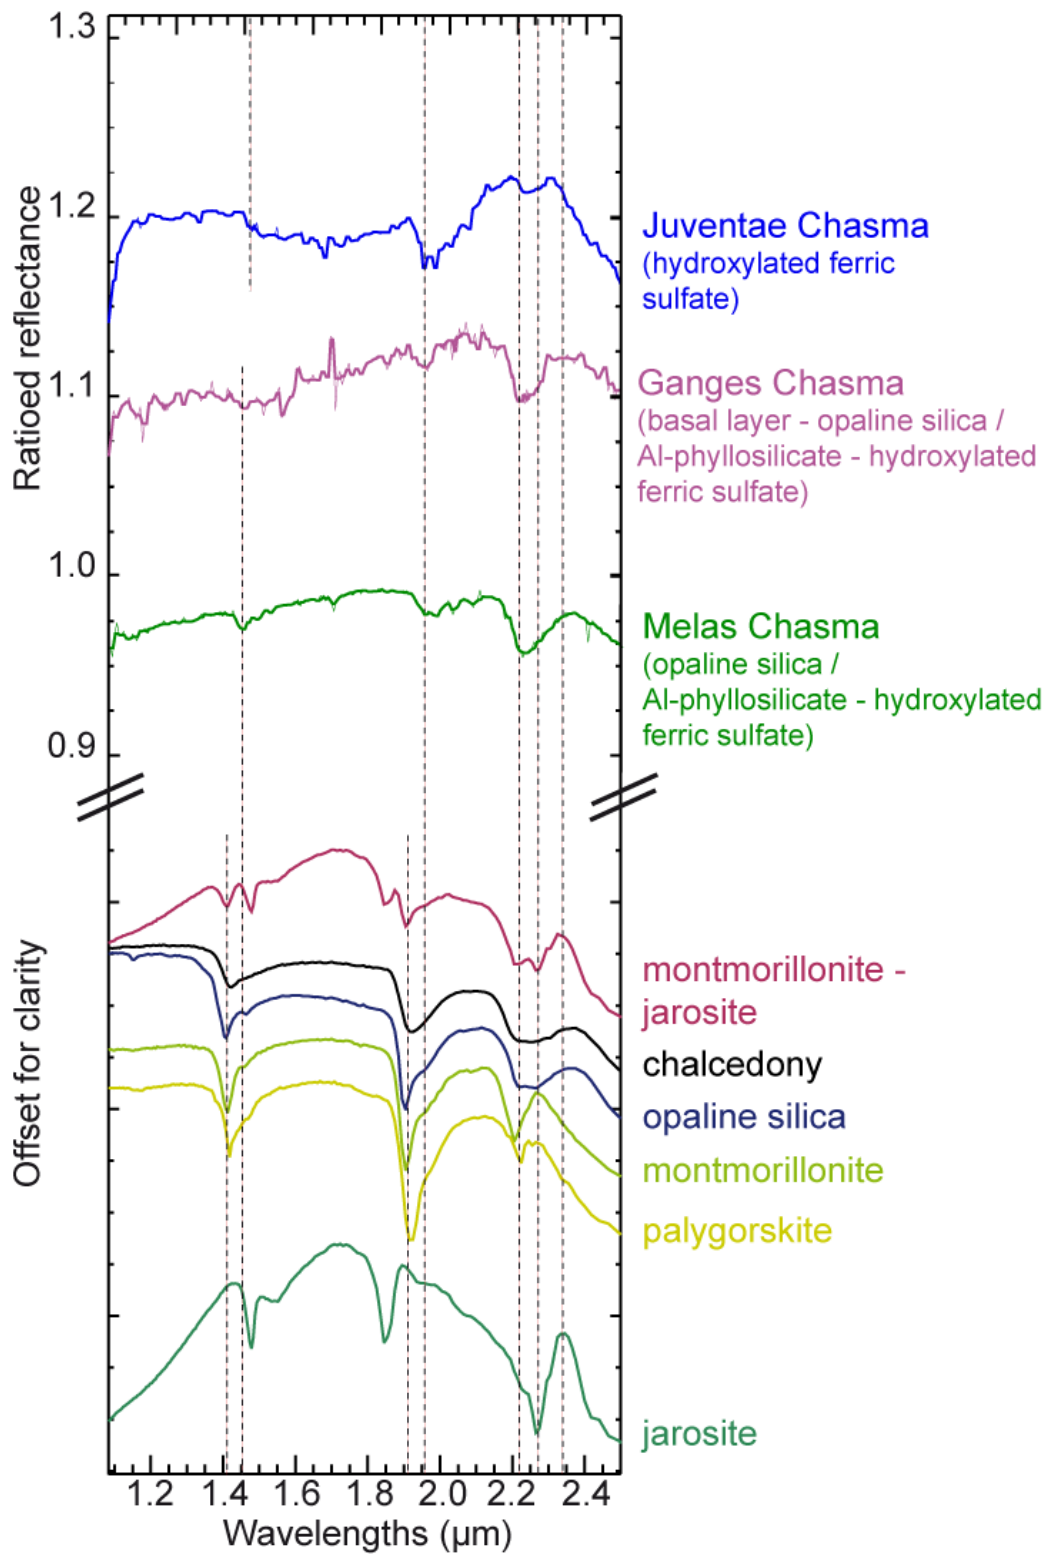 1.3
1.2
1.1
1.0
0.9
Ratioed reflectance
Juventae Chasma
(hydroxylated ferric
sulfate)
Ganges Chasma
(basal layer - opaline silica /
Al-phyllosilicate - hydroxylated
ferric sulfate)
Melas Chasma
(opaline silica /
Al-phyllosilicate - hydroxylated
ferric sulfate)
Offset for clarity
montmorillonite -
jarosite
chalcedony
opaline silica
montmorillonite
palygorskite
jarosite
1.2 1.4 1.6 1.8 2.0 2.2 2.4
Wavelengths (µm)